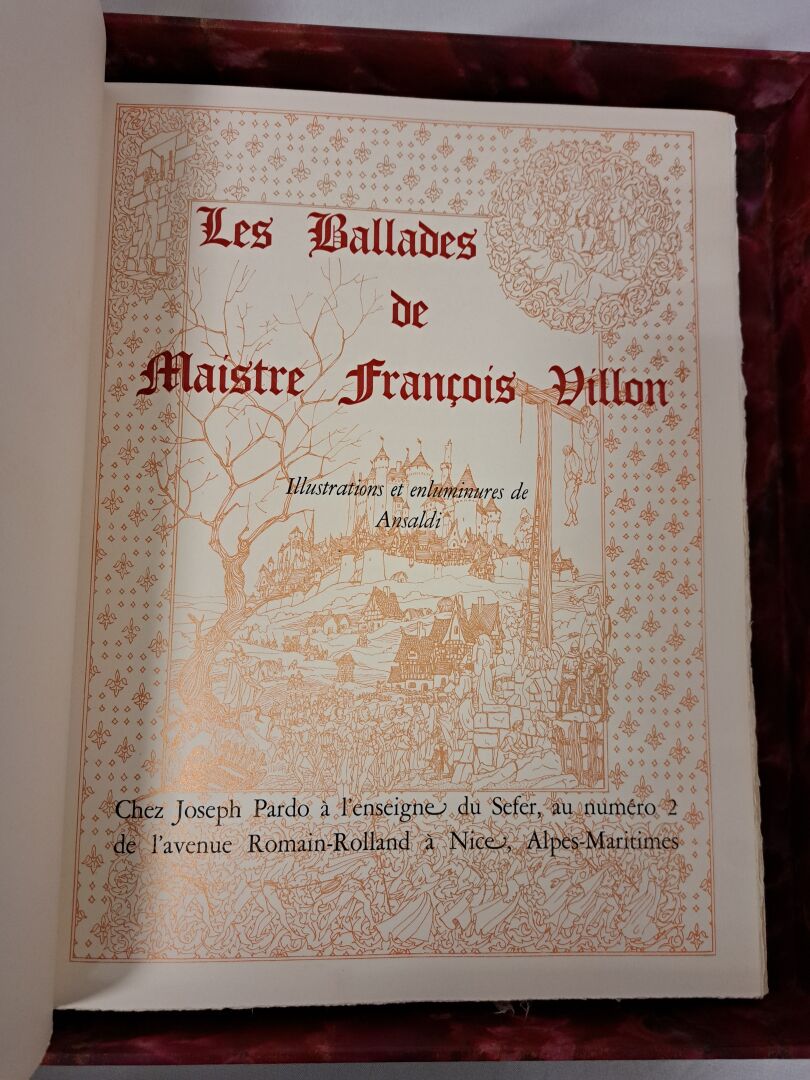 Les Ballades
de
Maistre François Villon
Illustrations et enluminures de
Ansaldi
Chez Joseph Pardo à l'enseigne du Sefer, au numéro 2
de l'avenue Romain-Rolland à Nice, Alpes-Maritimes